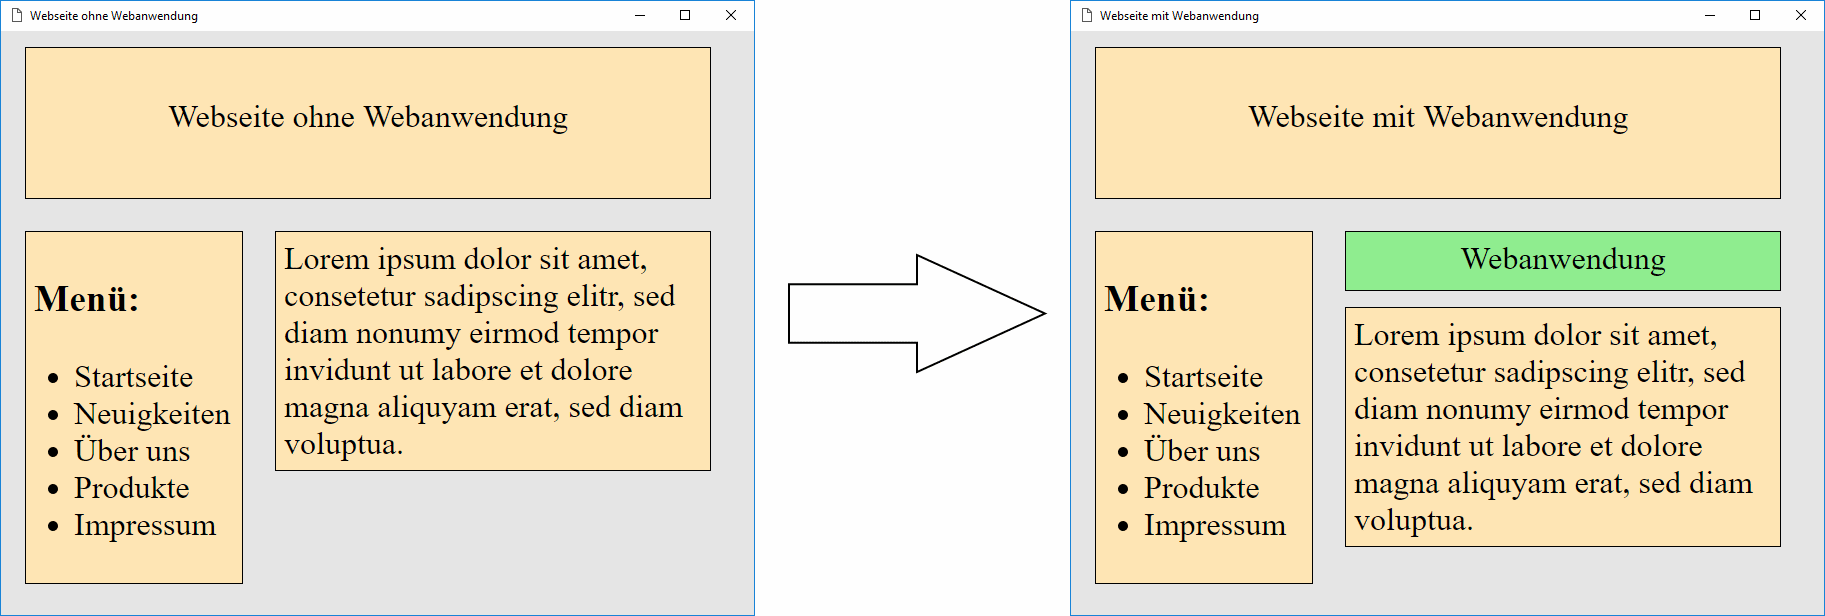 Webseite ohne Webanwendung
Webseite ohne Webanwendung
Menü:
Startseite
Neuigkeiten
Über uns
Produkte
Impressum
Lorem ipsum dolor sit amet,
consetetur sadipscing elitr, sed
diam nonumy eirmod tempor
invidunt ut labore et dolore
magna aliquyam erat, sed diam
voluptua.
Webseite mit Webanwendung
Webseite mit Webanwendung
Menü:
Startseite
Neuigkeiten
Über uns
Produkte
Impressum
Webanwendung
Lorem ipsum dolor sit amet,
consetetur sadipscing elitr, sed
diam nonumy eirmod tempor
invidunt ut labore et dolore
magna aliquyam erat, sed diam
voluptua.